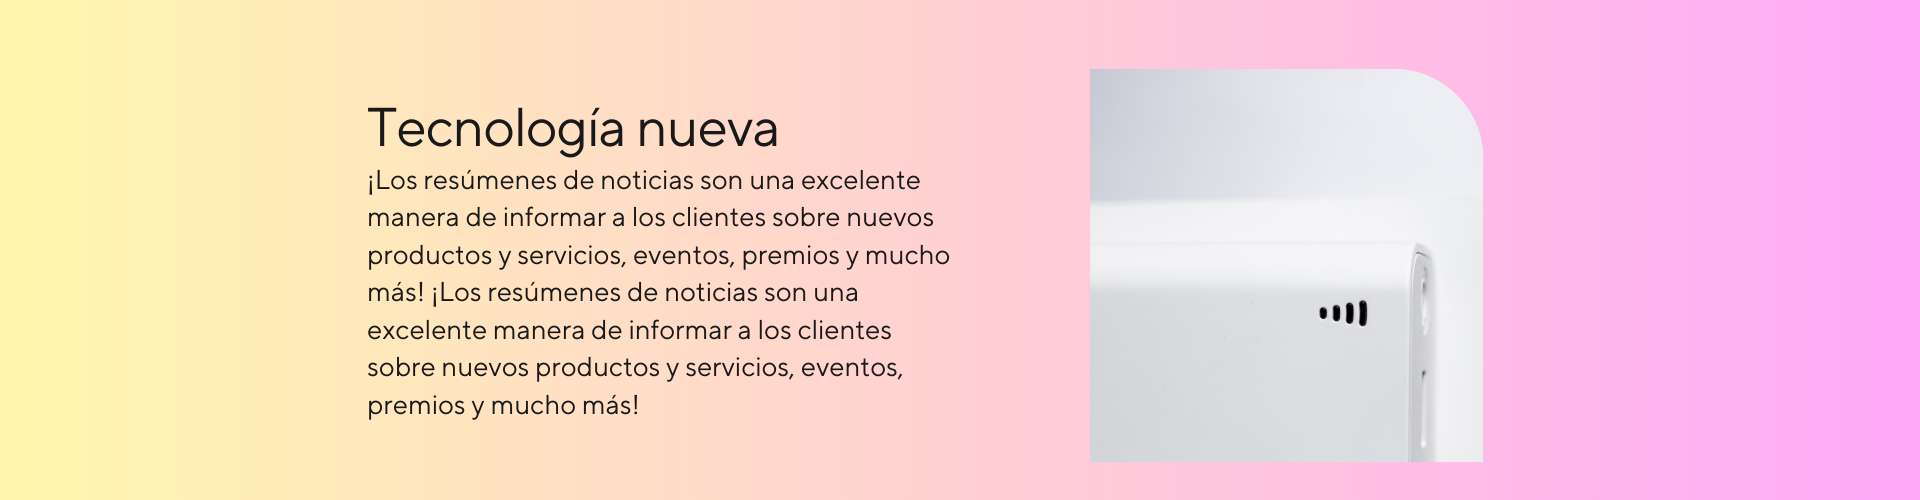 Tecnología nueva
¡Los resúmenes de noticias son una excelente
manera de informar a los clientes sobre nuevos
productos y servicios, eventos, premios y mucho
más! ¡Los resúmenes de noticias son una
excelente manera de informar a los clientes
sobre nuevos productos y servicios, eventos,
premios y mucho más!